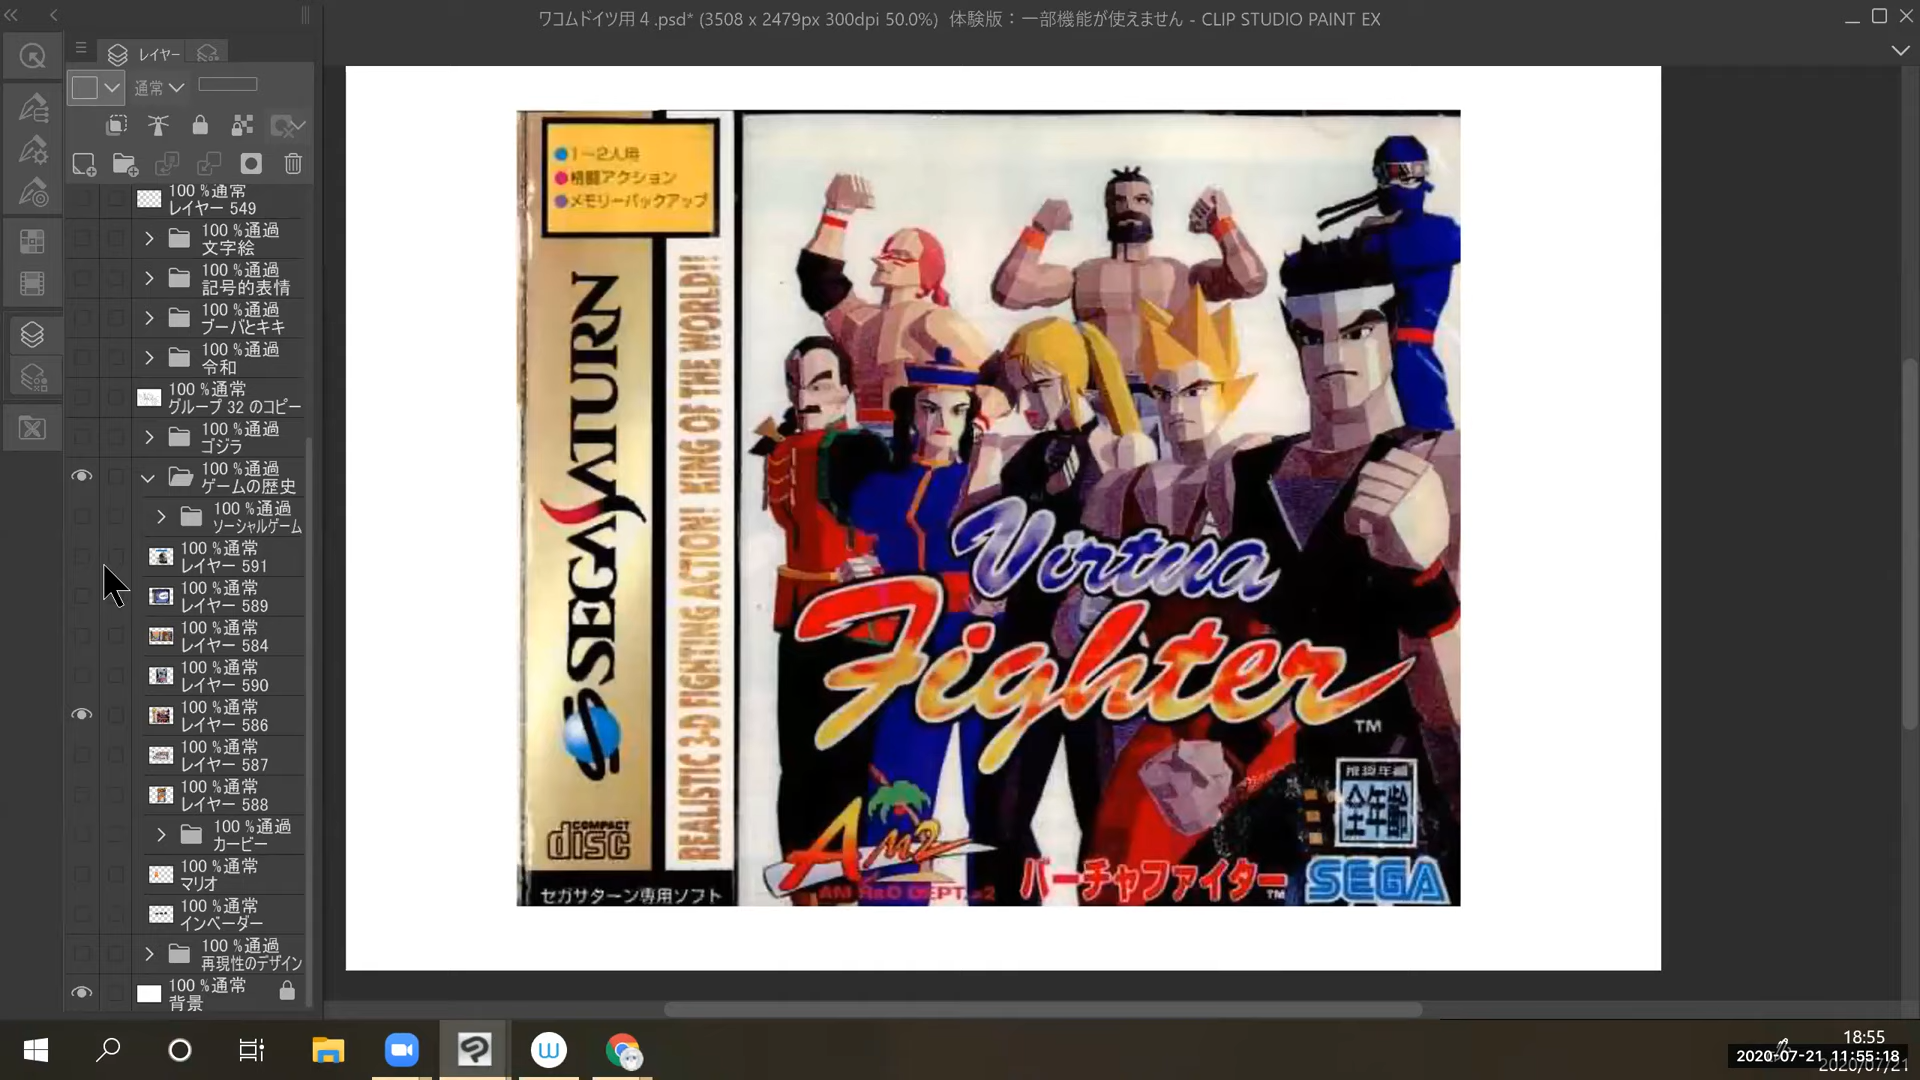 ワコムドイツ用４.psd* (3508 x 2479px 300dpi 50.0%) 体験版：一部機能が使えません - CLIP STUDIO PAINT EX
レイヤー
通常
100 %通常
レイヤー 549
100 %通過
文字絵
100 %通過
記号的表情
100 %通過
ブーバとキキ
100 %通過
令和
100 %通常
グループ 32 のコピー
100 %通過
ゴジラ
100 %通過
ゲームの歴史
100 %通過
ソーシャルゲーム
100 %通常
レイヤー 591
100 %通常
レイヤー 589
100 %通常
レイヤー 584
100 %通常
レイヤー 590
100 %通常
レイヤー 586
100 %通常
レイヤー 587
100 %通常
レイヤー 588
100 %通過
カービー
100 %通常
マリオ
100 %通常
インベーダー
100 %通過
再現性のデザイン
100 %通常
背景
1〜2人用
格闘アクション
メモリーバックアップ
SEGA SATURN
COMPACT
disc
セガサターン専用ソフト
REALISTIC 3-D FIGHTING ACTION! KING OF THE WORLD!!
Virtua
Fighter
TM
AM2
AM R&D DEPT.#2
バーチャファイター
TM
推奨年齢
全年齢
SEGA
18:55
2020-07-21 11:55:18
2020/07/21